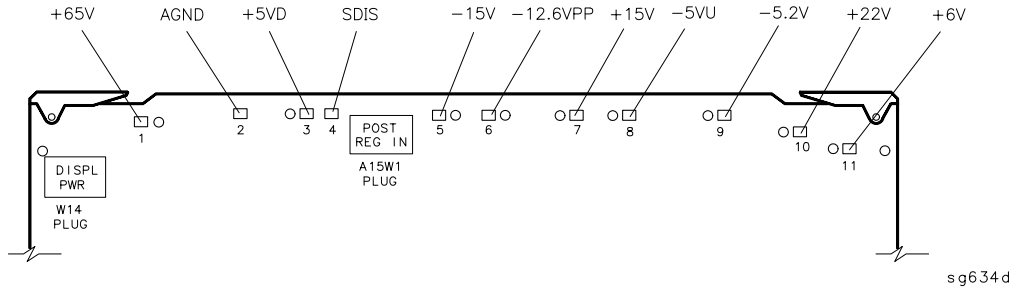 +65V AGND +5VD SDIS −15V −12.6VPP +15V −5VU −5.2V +22V +6V
1 2 3 4 5 6 7 8 9 10 11
POST
REG IN
A15W1
PLUG
DISPL
PWR
W14
PLUG
sg634d